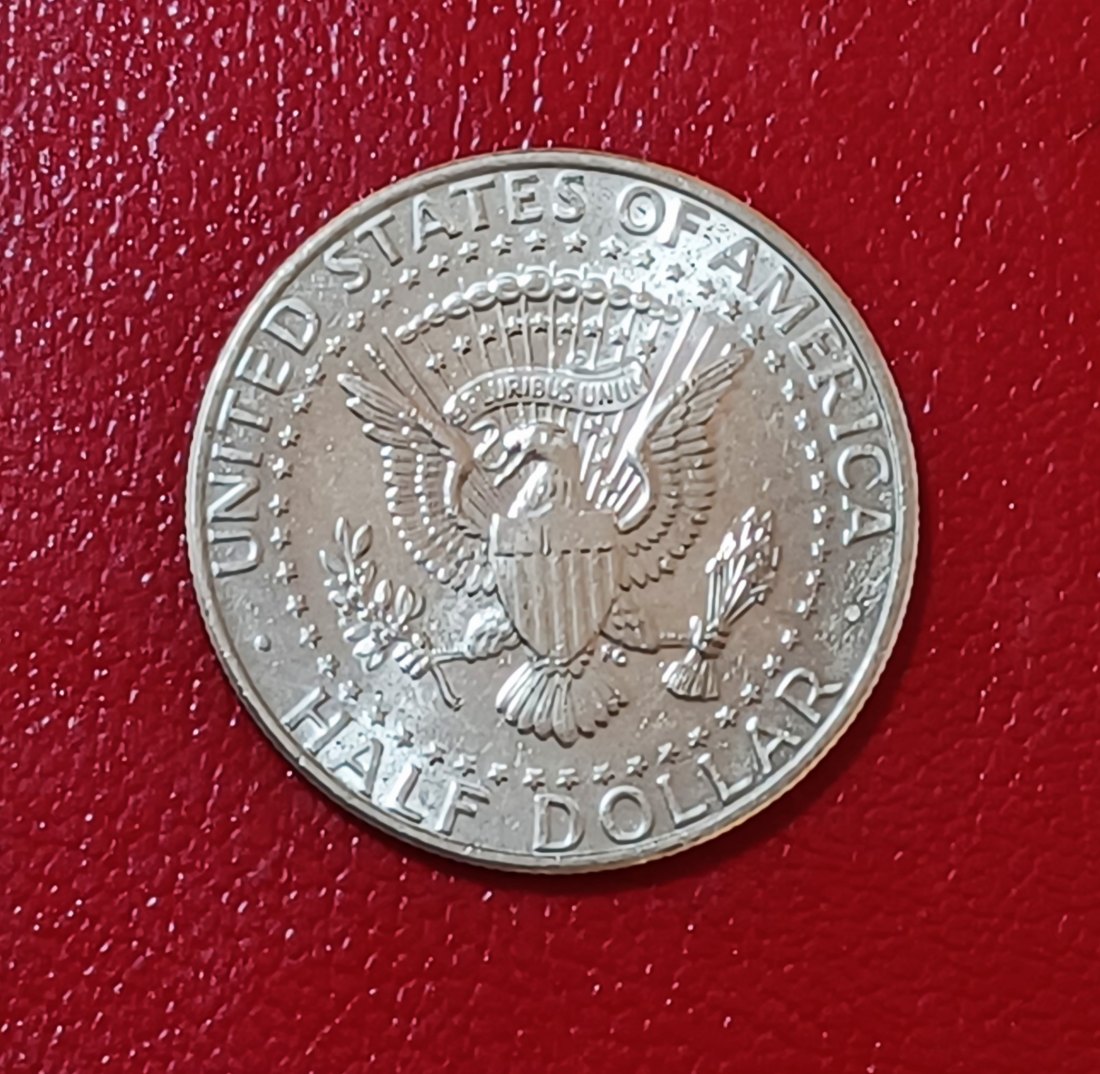 UNITED STATES OF AMERICA
PLURIBUS UNUM
HALF DOLLAR